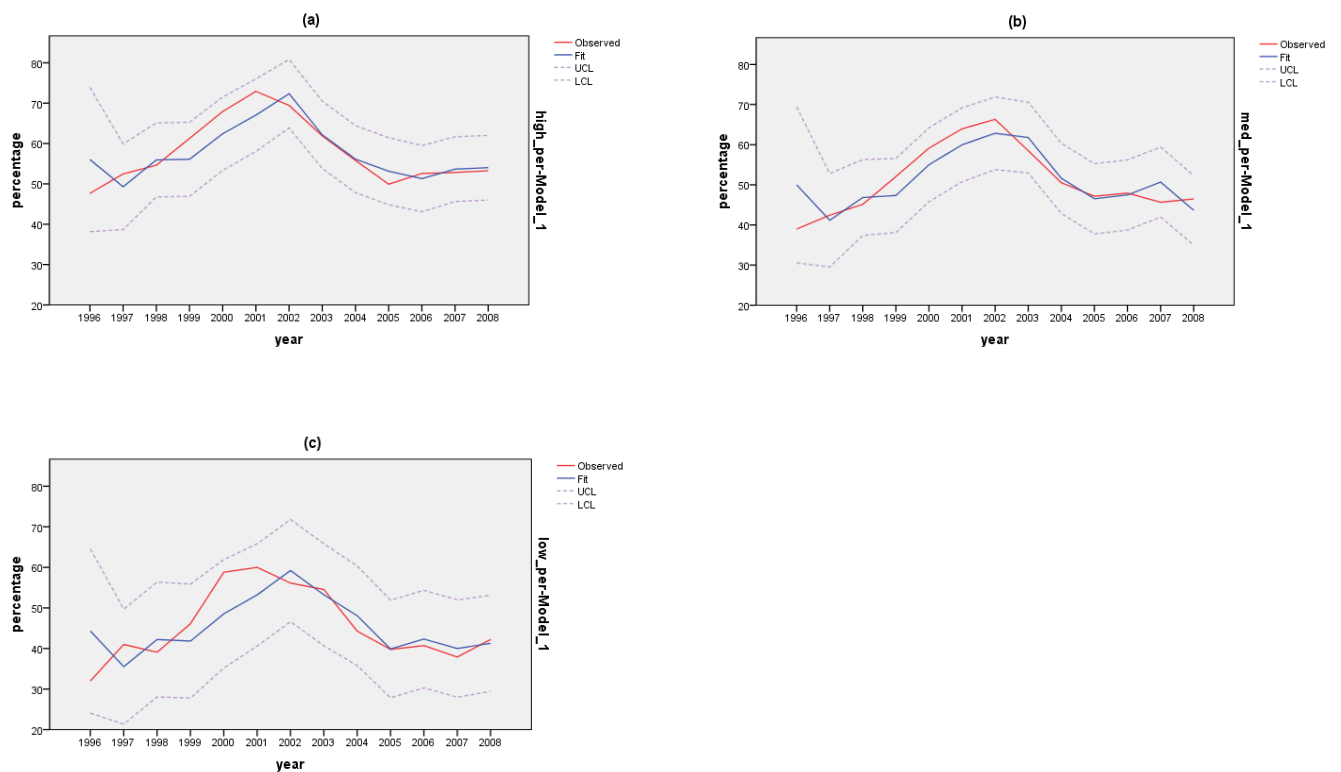 (a)
Observed
Fit
UCL
LCL
80
70
60
50
40
30
20
percentage
high_per-Model_1
1996 1997 1998 1999 2000 2001 2002 2003 2004 2005 2006 2007 2008
year
(b)
Observed
Fit
UCL
LCL
80
70
60
50
40
30
20
percentage
med_per-Model_1
1996 1997 1998 1999 2000 2001 2002 2003 2004 2005 2006 2007 2008
year
(c)
Observed
Fit
UCL
LCL
80
70
60
50
40
30
20
percentage
low_per-Model_1
1996 1997 1998 1999 2000 2001 2002 2003 2004 2005 2006 2007 2008
year